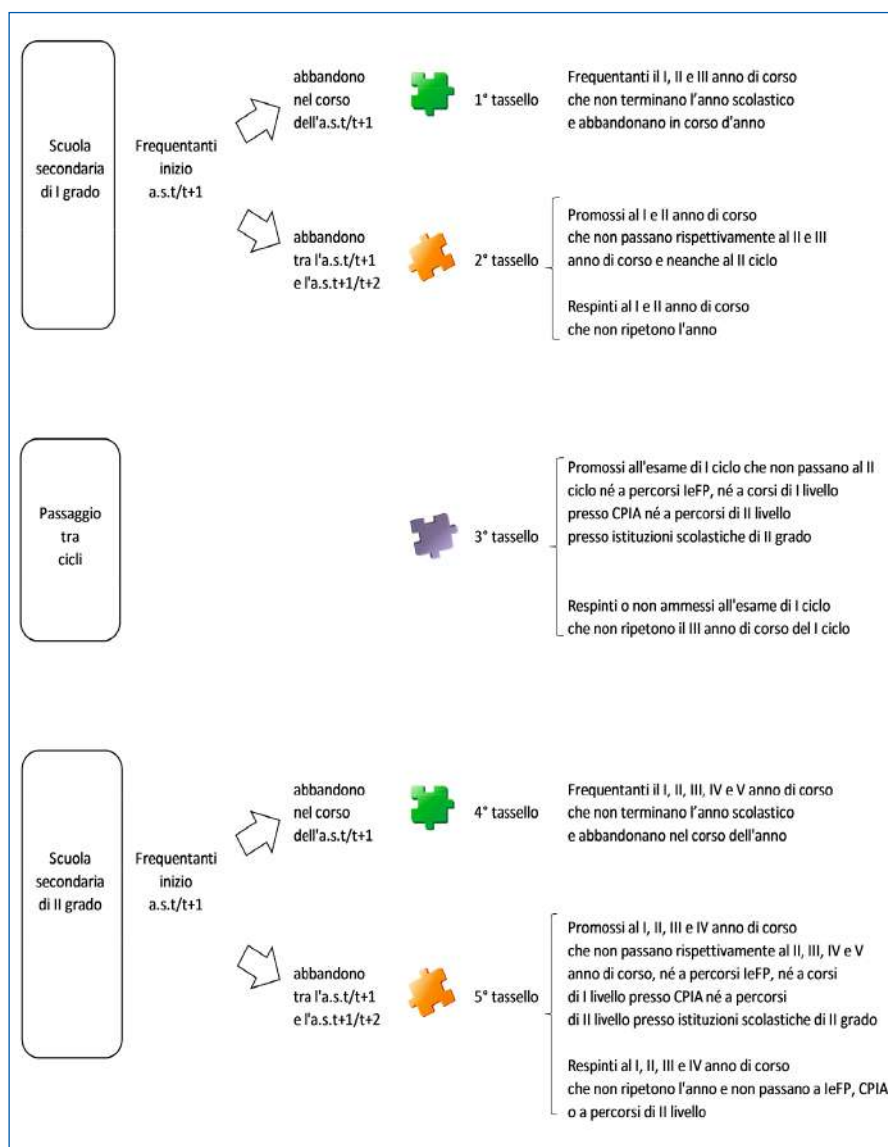 Scuola
secondaria
di I grado
Frequentanti
inizio
a.s.t/t+1
abbandono
nel corso
dell'a.s.t/t+1
1° tassello
Frequentanti il I, II e III anno di corso
che non terminano l'anno scolastico
e abbandonano in corso d'anno
abbandono
tra l'a.s.t/t+1
e l'a.s.t+1/t+2
2° tassello
Promossi al I e II anno di corso
che non passano rispettivamente al II e III
anno di corso e neanche al II ciclo
Respinti al I e II anno di corso
che non ripetono l'anno
Passaggio
tra
cicli
3° tassello
Promossi all'esame di I ciclo che non passano al II
ciclo né a percorsi IeFP, né a corsi di I livello
presso CPIA né a percorsi di II livello
presso istituzioni scolastiche di II grado
Respinti o non ammessi all'esame di I ciclo
che non ripetono il III anno di corso del I ciclo
Scuola
secondaria
di II grado
Frequentanti
inizio
a.s.t/t+1
abbandono
nel corso
dell'a.s.t/t+1
4° tassello
Frequentanti il I, II, III, IV e V anno di corso
che non terminano l'anno scolastico
e abbandonano nel corso dell'anno
abbandono
tra l'a.s.t/t+1
e l'a.s.t+1/t+2
5° tassello
Promossi al I, II, III e IV anno di corso
che non passano rispettivamente al II, III, IV e V
anno di corso, né a percorsi IeFP, né a corsi
di I livello presso CPIA né a percorsi
di II livello presso istituzioni scolastiche di II grado
Respinti al I, II, III e IV anno di corso
che non ripetono l'anno e non passano a IeFP, CPIA
o a percorsi di II livello